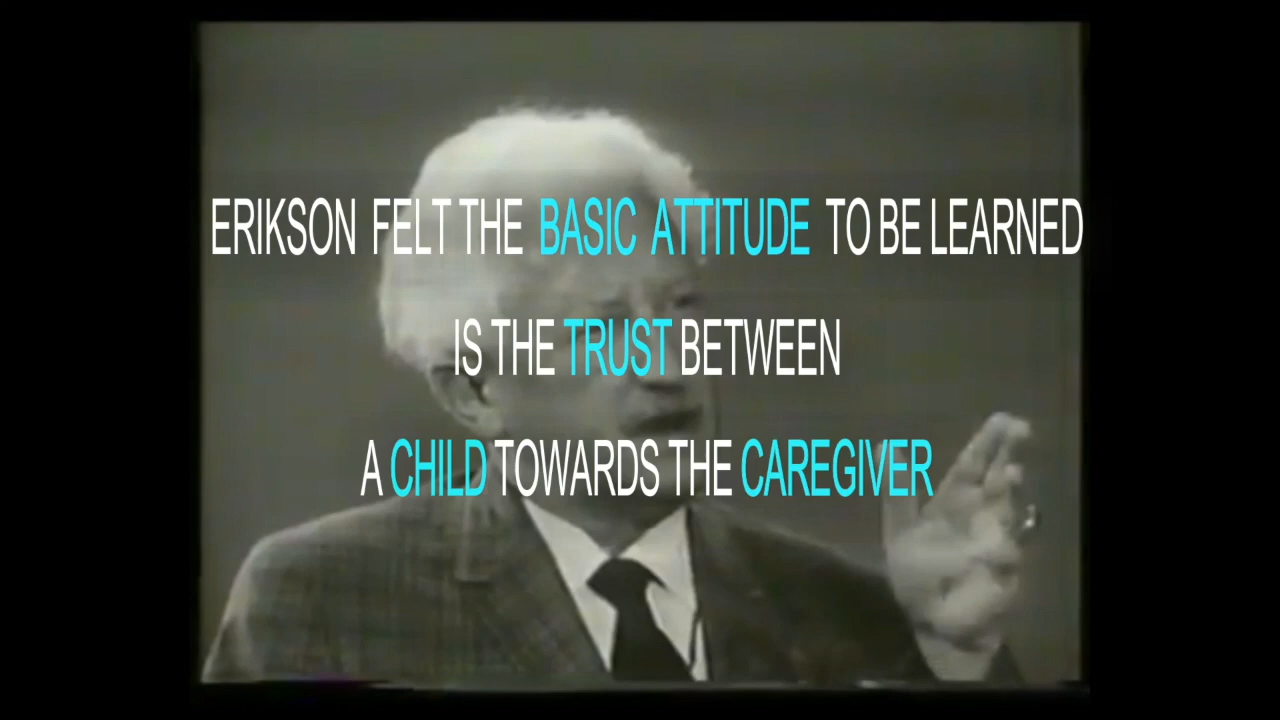 ERIKSON FELT THE BASIC ATTITUDE TO BE LEARNED
IS THE TRUST BETWEEN
A CHILD TOWARDS THE CAREGIVER